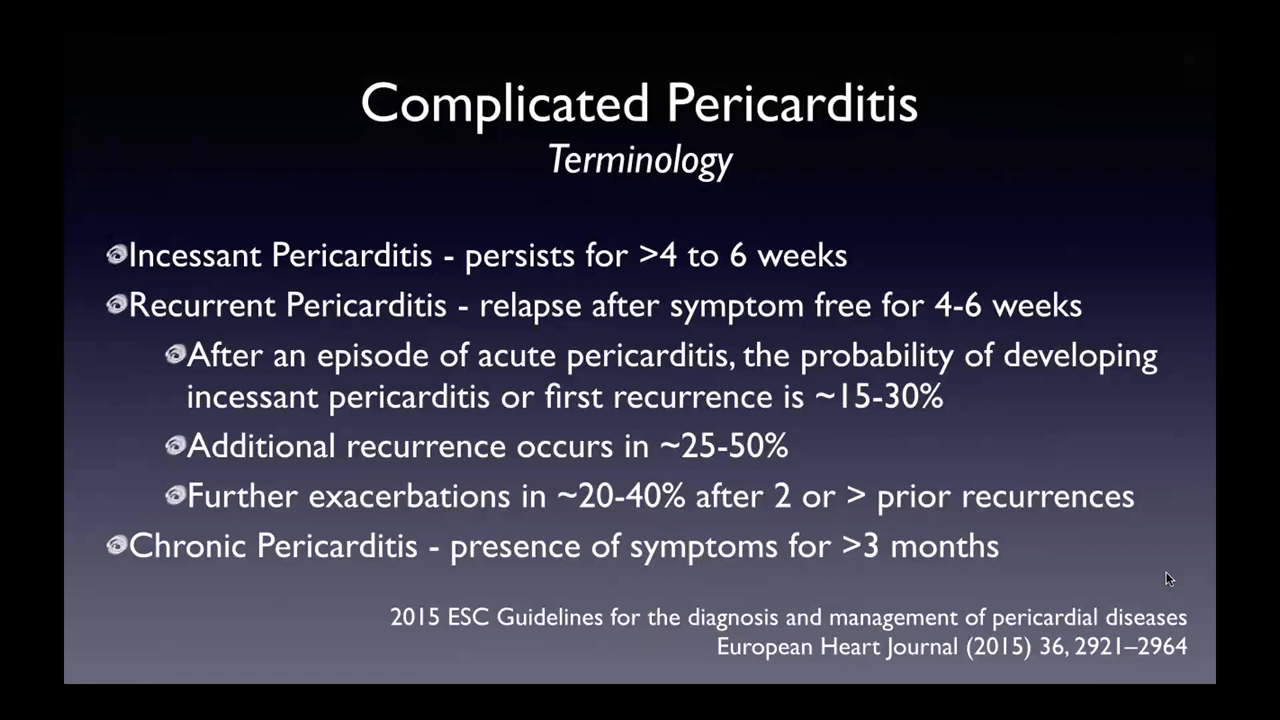 Complicated Pericarditis
Terminology
Incessant Pericarditis - persists for >4 to 6 weeks
Recurrent Pericarditis - relapse after symptom free for 4-6 weeks
After an episode of acute pericarditis, the probability of developing
incessant pericarditis or first recurrence is ~15-30%
Additional recurrence occurs in ~25-50%
Further exacerbations in ~20-40% after 2 or > prior recurrences
Chronic Pericarditis - presence of symptoms for >3 months
2015 ESC Guidelines for the diagnosis and management of pericardial diseases
European Heart Journal (2015) 36, 2921–2964